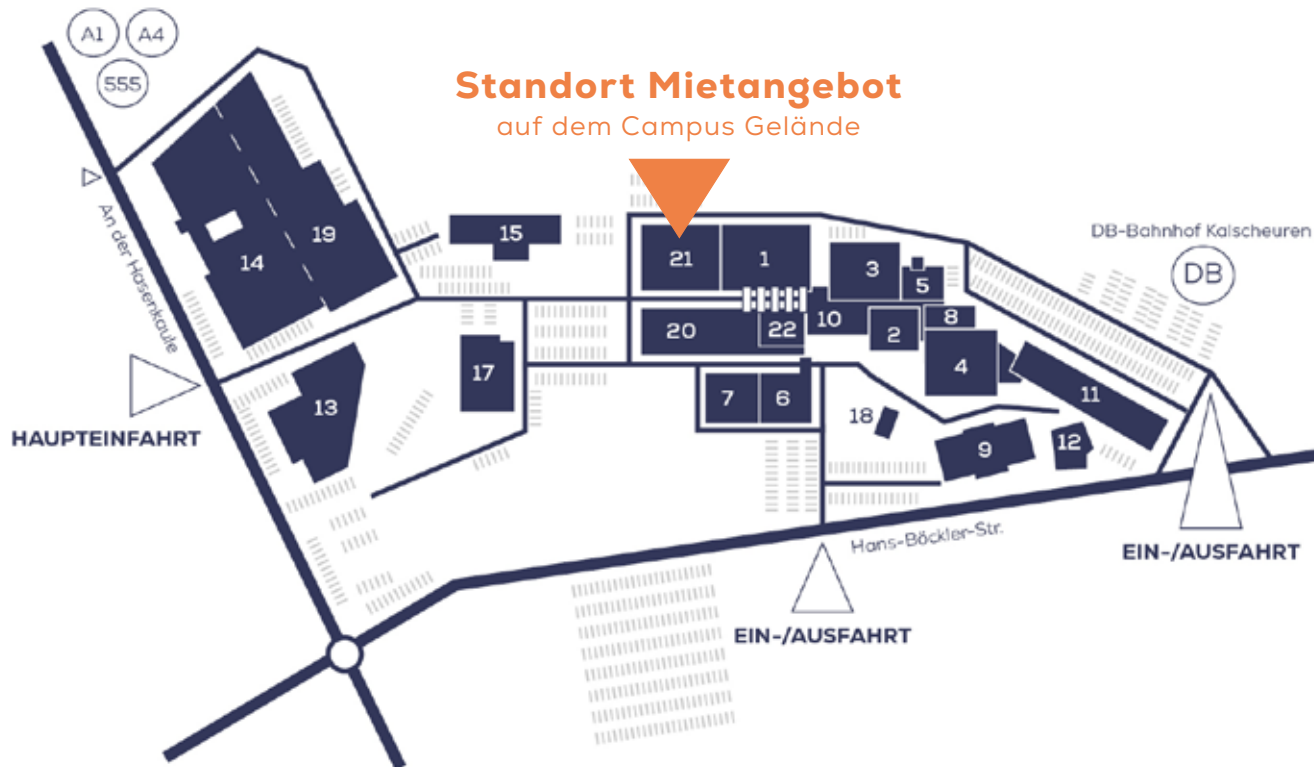 A1
A4
555
Standort Mietangebot
auf dem Campus Gelände
An der Hasenkaule
DB-Bahnhof Kalscheuren
DB
15
19
14
21
1
3
5
20
22
10
2
8
17
13
7
6
4
11
18
9
12
HAUPTEINFAHRT
Hans-Böckler-Str.
EIN-/AUSFAHRT
EIN-/AUSFAHRT